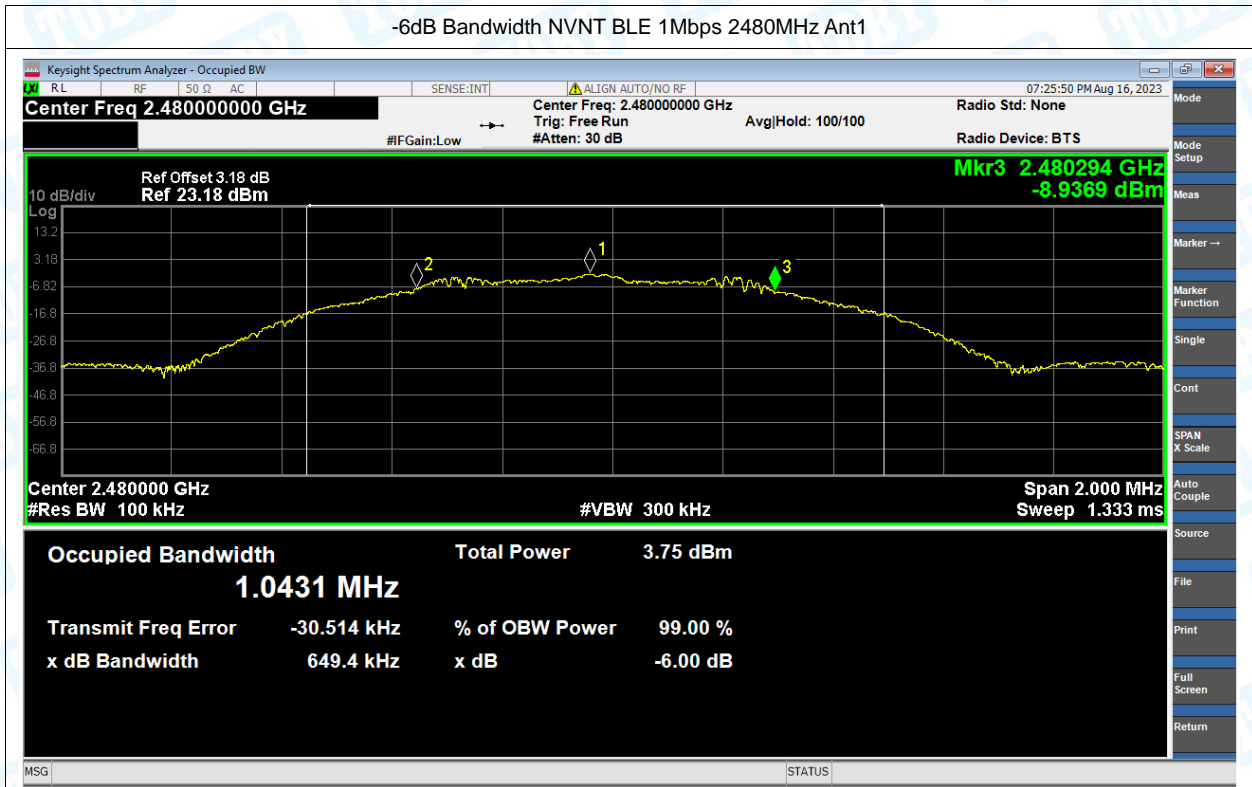 -6dB Bandwidth NVNT BLE 1Mbps 2480MHz Ant1
Keysight Spectrum Analyzer - Occupied BW
LXI RL RF 50 Ω AC SENSE:INT ALIGN AUTO/NO RF 07:25:50 PM Aug 16, 2023
Center Freq 2.480000000 GHz
Center Freq: 2.480000000 GHz
Radio Std: None
Trig: Free Run
Avg|Hold: 100/100
#IFGain:Low
#Atten: 30 dB
Radio Device: BTS
Ref Offset 3.18 dB
Mkr3 2.480294 GHz
10 dB/div
Ref 23.18 dBm
-8.9369 dBm
Log
13.2
3.18
-6.82
-16.8
-26.8
-36.8
-46.8
-56.8
-66.8
2
1
3
Center 2.480000 GHz
Span 2.000 MHz
#Res BW 100 kHz
#VBW 300 kHz
Sweep 1.333 ms
Occupied Bandwidth
Total Power 3.75 dBm
1.0431 MHz
Transmit Freq Error -30.514 kHz
% of OBW Power 99.00 %
x dB Bandwidth 649.4 kHz
x dB -6.00 dB
MSG
STATUS
Mode
Mode
Setup
Meas
Marker→
Marker
Function
Single
Cont
SPAN
X Scale
Auto
Couple
Source
File
Print
Full
Screen
Return
TOBY